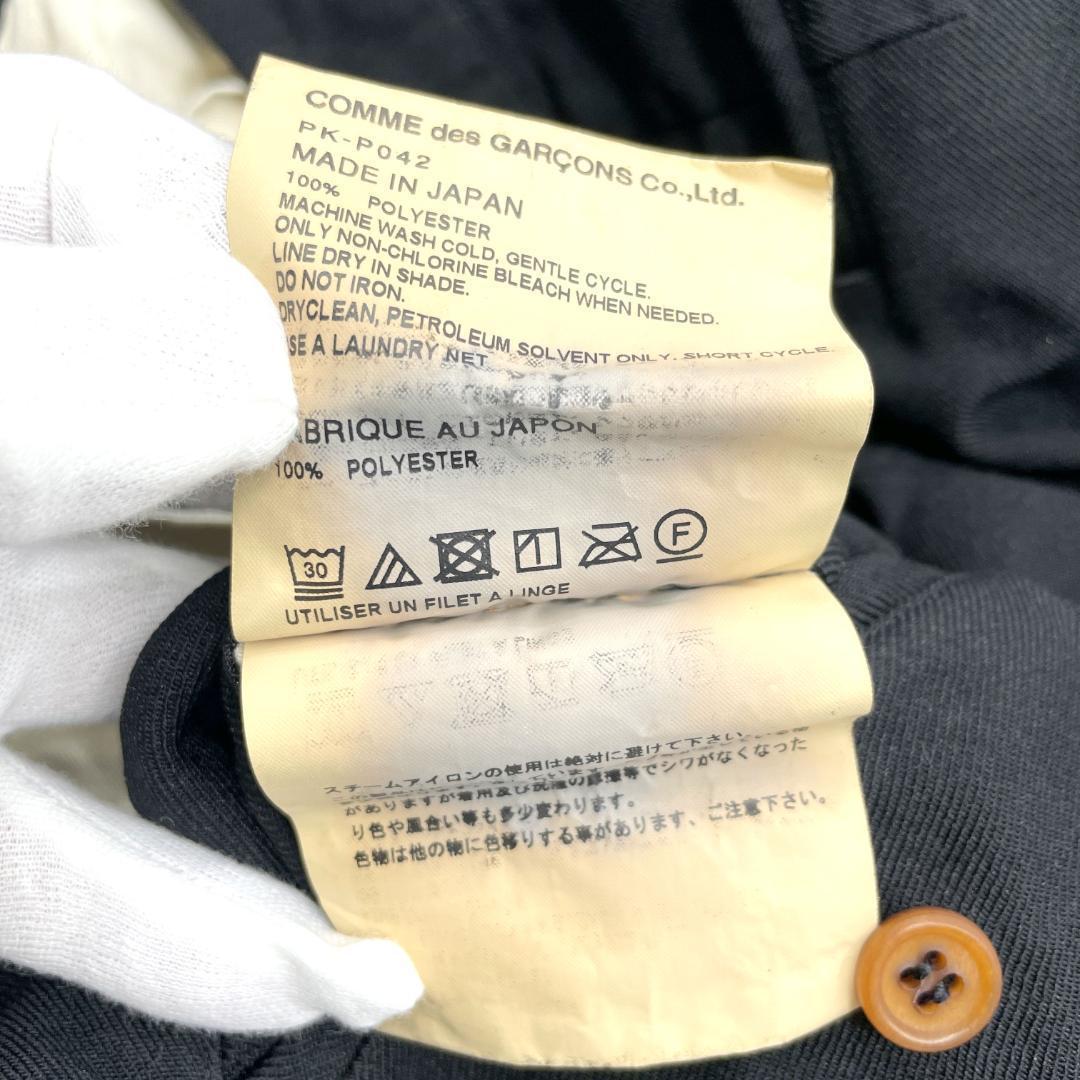 COMME des GARÇONS Co.,Ltd.
PK-P042
MADE IN JAPAN
100% POLYESTER
MACHINE WASH COLD, GENTLE CYCLE.
ONLY NON-CHLORINE BLEACH WHEN NEEDED.
LINE DRY IN SHADE.
DO NOT IRON.
DRYCLEAN, PETROLEUM SOLVENT ONLY. SHORT CYCLE.
SE A LAUNDRY NET
ABRIQUE AU JAPON
100% POLYESTER
30 F
UTILISER UN FILET A LINGE
スチームアイロンの使用は絶対に避けて下さい
がありますが着用及び洗濯の摩擦等でシワがなくなった
り色や風合い等も多少変わります。
色物は他の物に色移りする事があります、ご注意下さい。